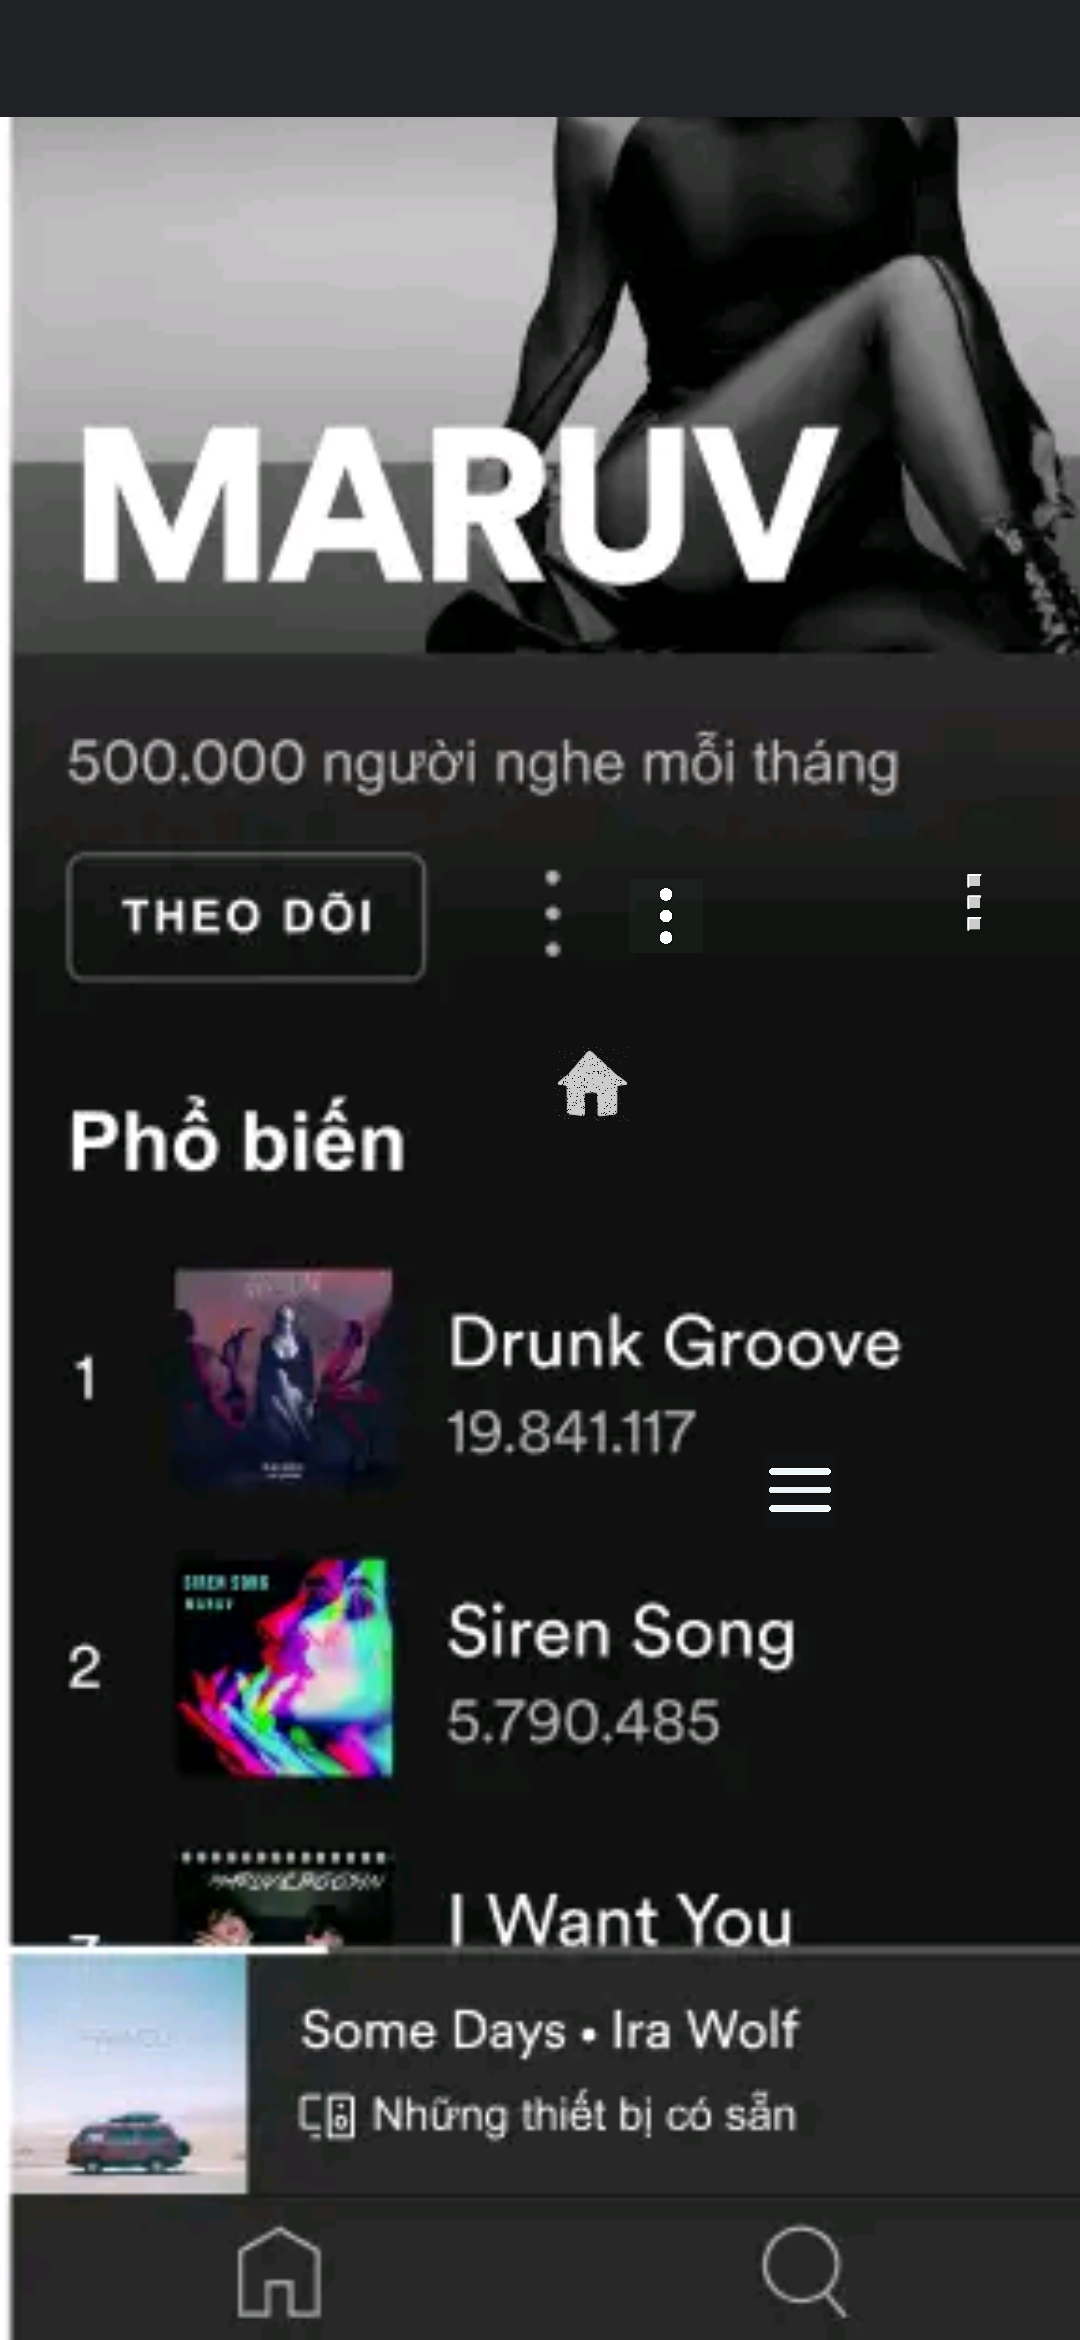 MARUV
500.000 người nghe mỗi tháng
THEO DÕI
Phổ biến
1
Drunk Groove
19.841.117
SIREN SONG
MARUV
2
Siren Song
5.790.485
I Want You
Some Days • Ira Wolf
Những thiết bị có sẵn